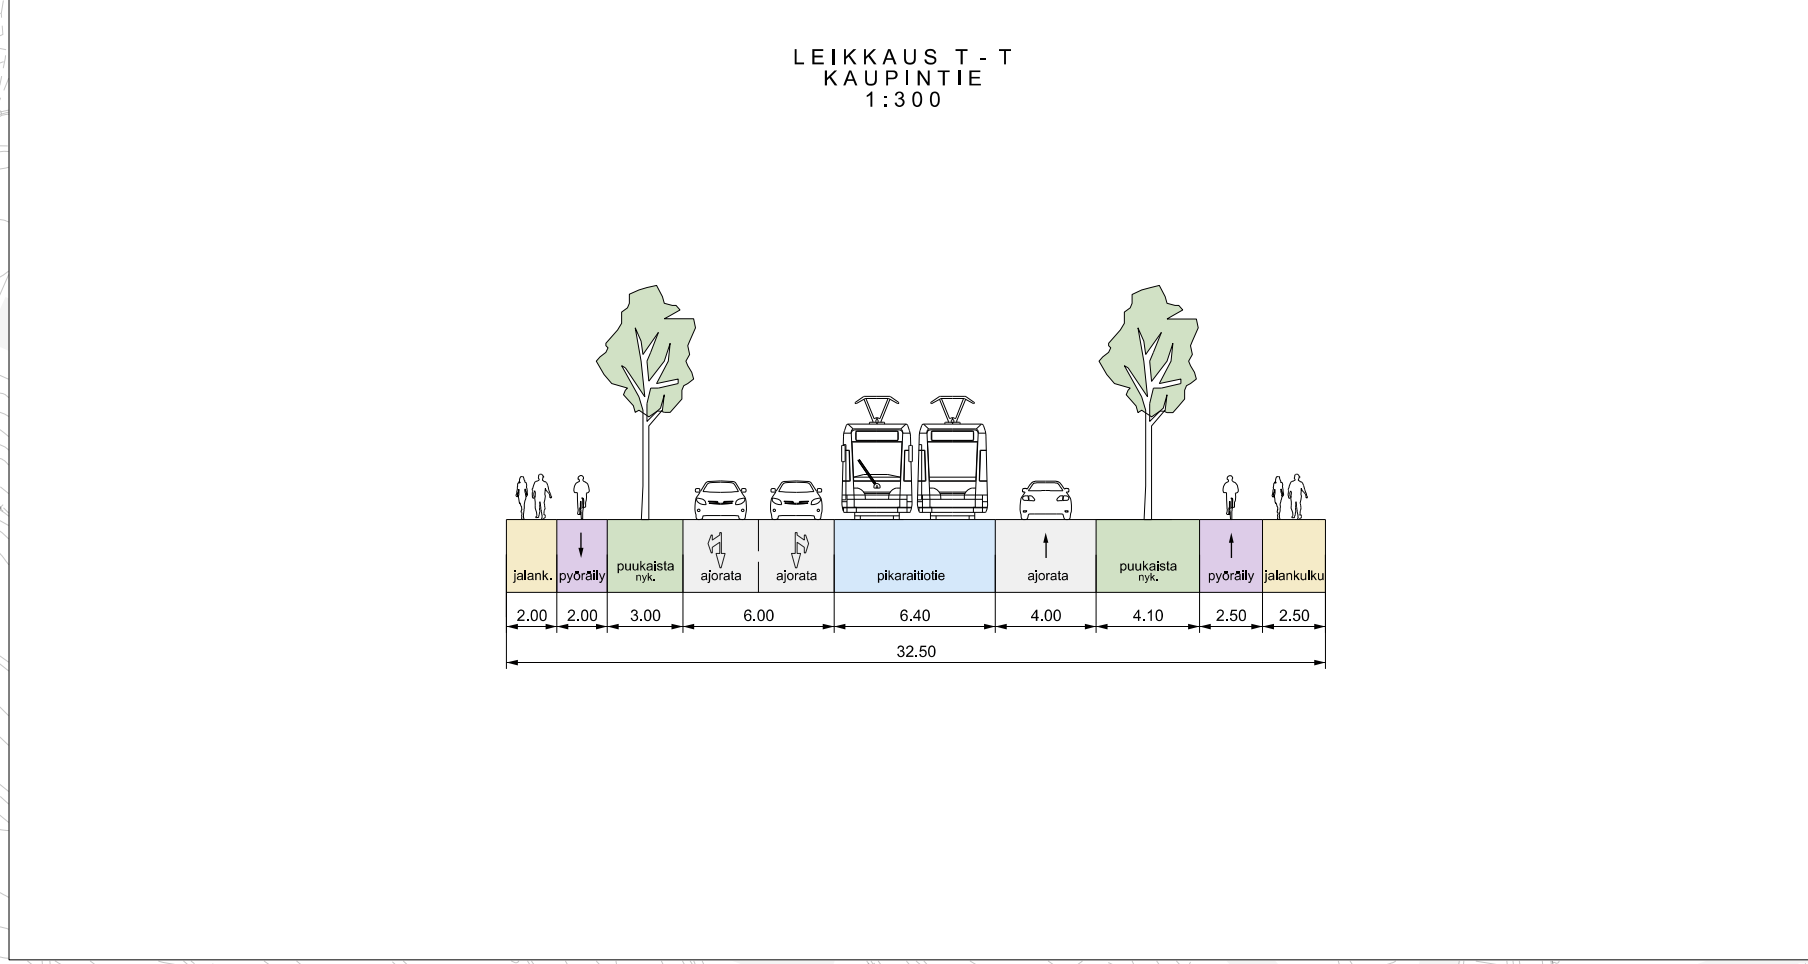 LEIKKAUS T - T
KAUPINTIE
1:300
jalank. pyöräily puukaista nyk. ajorata ajorata pikaraitiotie ajorata puukaista nyk. pyöräily jalankulku
2.00 2.00 3.00 6.00 6.40 4.00 4.10 2.50 2.50
32.50